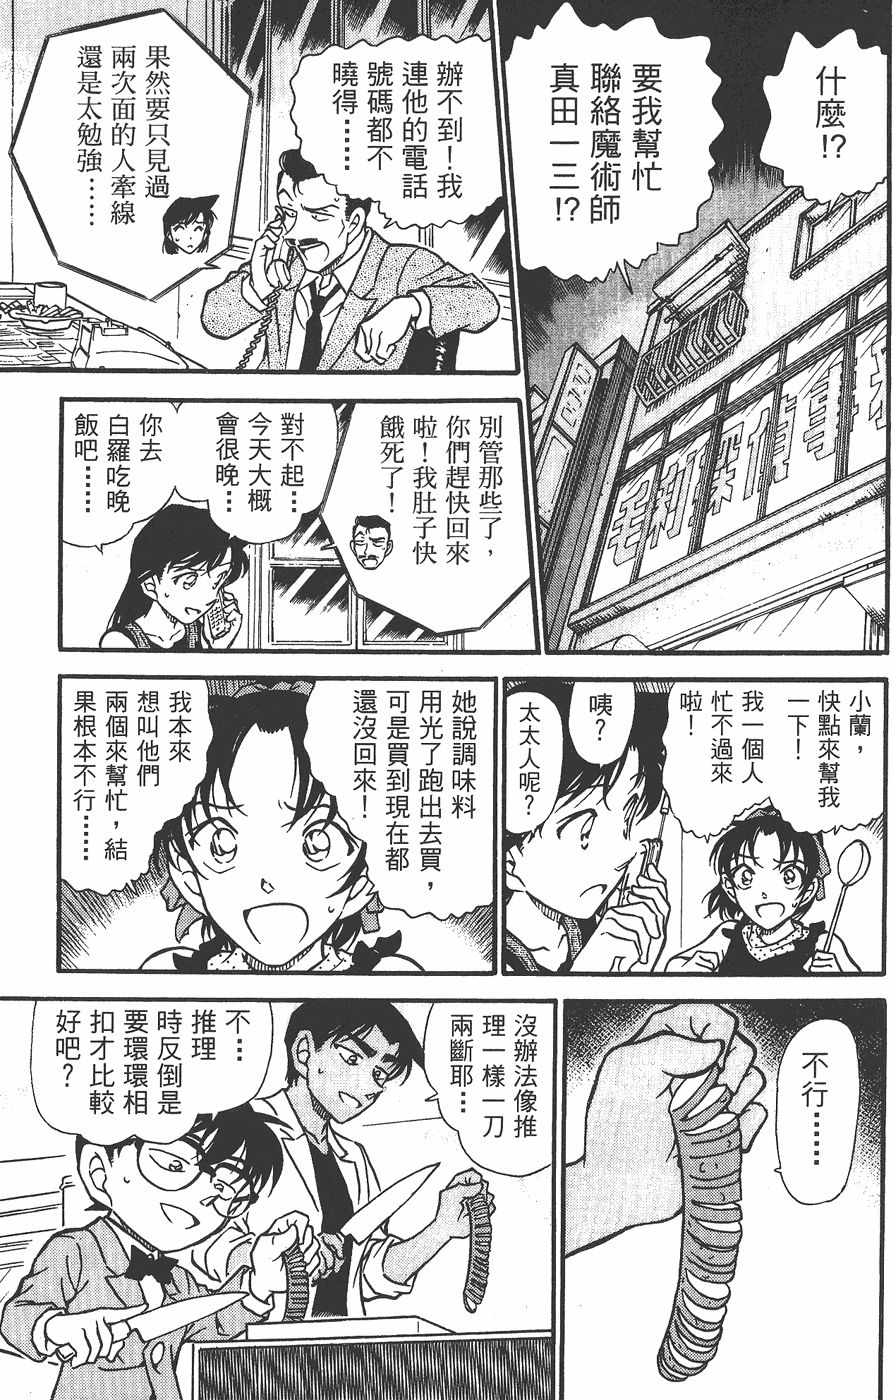 什麼!?
要我幫忙
聯絡魔術師
真田一三!?
毛利偵探事務
辦不到！我
連他的電話
號碼都不
曉得……
果然要只見過
兩次面的人牽線
還是太勉強……
別管那些了，
你們趕快回來
啦！我肚子快
餓死了！
對不起…
今天大概
會很晚…
你去
白羅吃晚
飯吧……
小蘭，
快點來幫我
一下！
我一個人
忙不過來
啦！
咦？
太太人呢？
她說調味料
用光了跑出去買，
可是買到現在都
還沒回來！
我本來
想叫他們
兩個來幫忙，結
果根本不行……
不行……
沒辦法像推
理一樣一刀
兩斷耶…
不…
推理
時反倒是
要環環相
扣才比較
好吧？